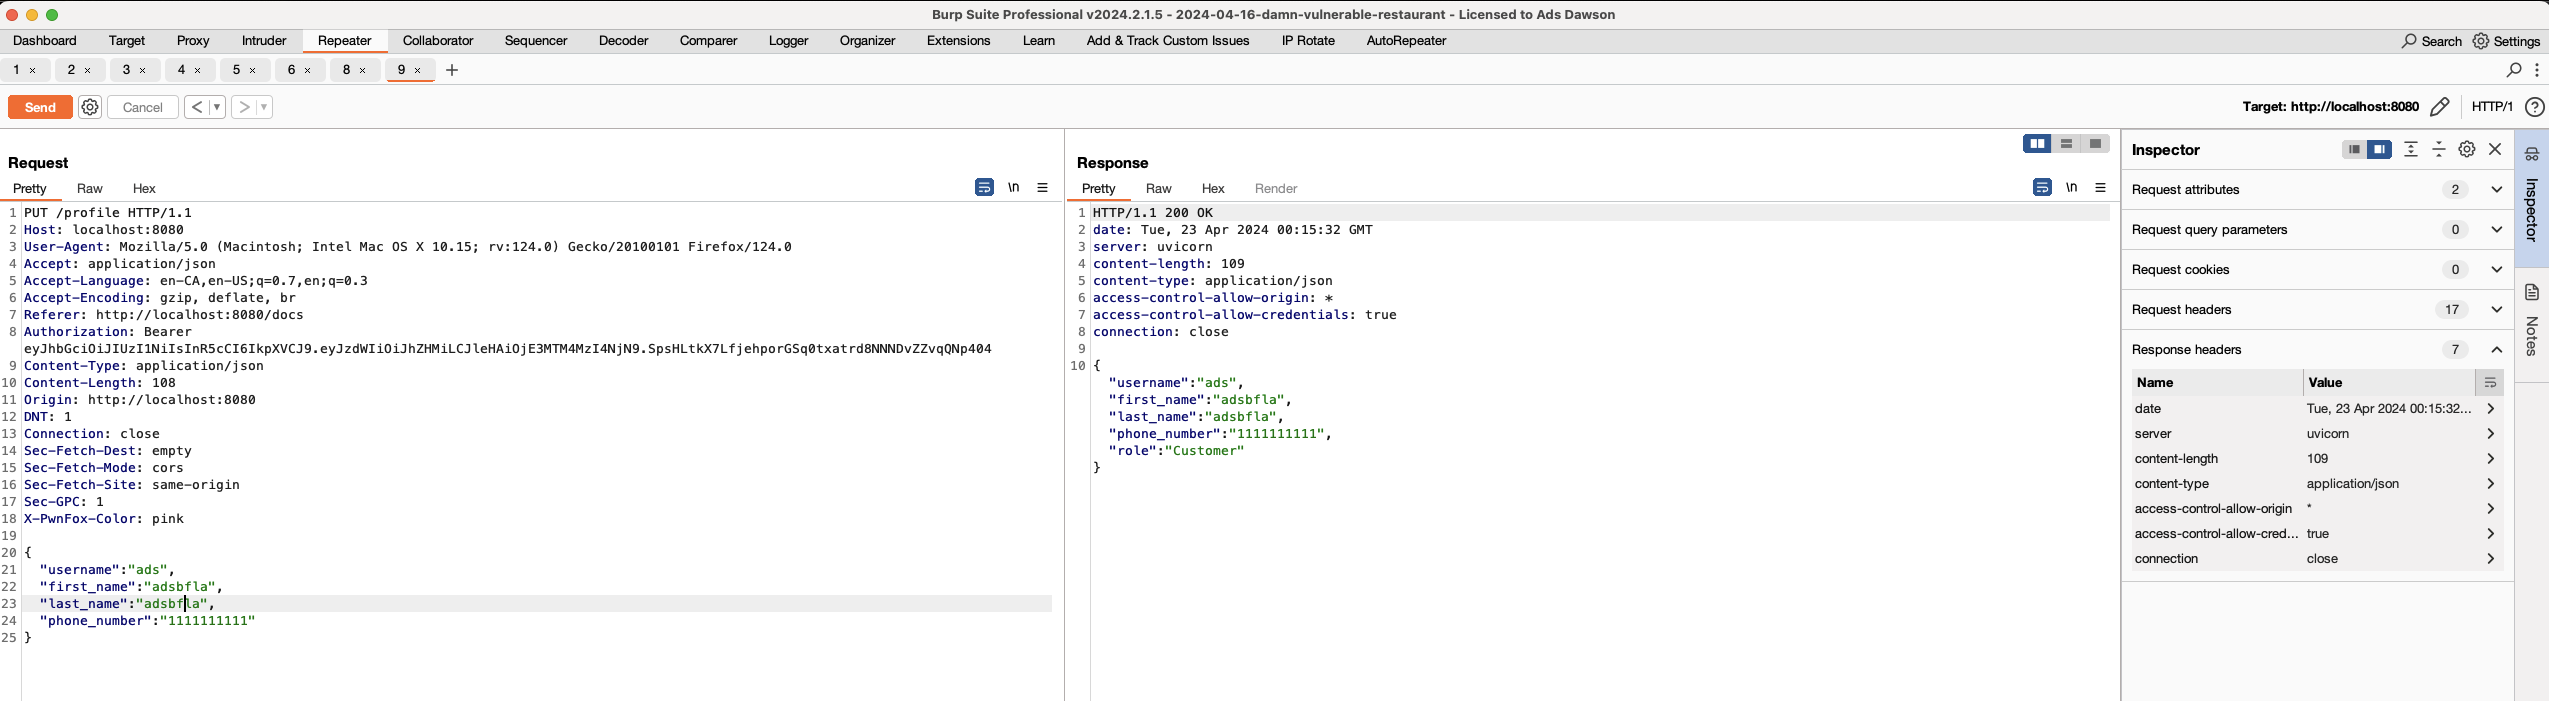 Burp Suite Professional v2024.2.1.5 - 2024-04-16-damn-vulnerable-restaurant - Licensed to Ads Dawson
Dashboard Target Proxy Intruder Repeater Collaborator Sequencer Decoder Comparer Logger Organizer Extensions Learn Add & Track Custom Issues IP Rotate AutoRepeater Search Settings
1 × 2 × 3 × 4 × 5 × 6 × 8 × 9 × +
Send Cancel < > Target: http://localhost:8080 HTTP/1 ?
Request
Pretty Raw Hex \n
1 PUT /profile HTTP/1.1
2 Host: localhost:8080
3 User-Agent: Mozilla/5.0 (Macintosh; Intel Mac OS X 10.15; rv:124.0) Gecko/20100101 Firefox/124.0
4 Accept: application/json
5 Accept-Language: en-CA,en-US;q=0.7,en;q=0.3
6 Accept-Encoding: gzip, deflate, br
7 Referer: http://localhost:8080/docs
8 Authorization: Bearer
eyJhbGciOiJIUzI1NiIsInR5cCI6IkpXVCJ9.eyJzdWIiOiJhZHMiLCJleHAiOjE3MTM4MzI4NjN9.SpsHLtkX7LfjehporGSq0txatrd8NNNDvZZvqQNp404
9 Content-Type: application/json
10 Content-Length: 108
11 Origin: http://localhost:8080
12 DNT: 1
13 Connection: close
14 Sec-Fetch-Dest: empty
15 Sec-Fetch-Mode: cors
16 Sec-Fetch-Site: same-origin
17 Sec-GPC: 1
18 X-PwnFox-Color: pink
19
20 {
21 "username":"ads",
22 "first_name":"adsbfla",
23 "last_name":"adsbfla",
24 "phone_number":"1111111111"
25 }
Response
Pretty Raw Hex Render \n
1 HTTP/1.1 200 OK
2 date: Tue, 23 Apr 2024 00:15:32 GMT
3 server: uvicorn
4 content-length: 109
5 content-type: application/json
6 access-control-allow-origin: *
7 access-control-allow-credentials: true
8 connection: close
9
10 {
"username":"ads",
"first_name":"adsbfla",
"last_name":"adsbfla",
"phone_number":"1111111111",
"role":"Customer"
}
Inspector
Request attributes 2
Request query parameters 0
Request cookies 0
Request headers 17
Response headers 7
Name Value
date Tue, 23 Apr 2024 00:15:32...
server uvicorn
content-length 109
content-type application/json
access-control-allow-origin *
access-control-allow-cred... true
connection close
Inspector
Notes